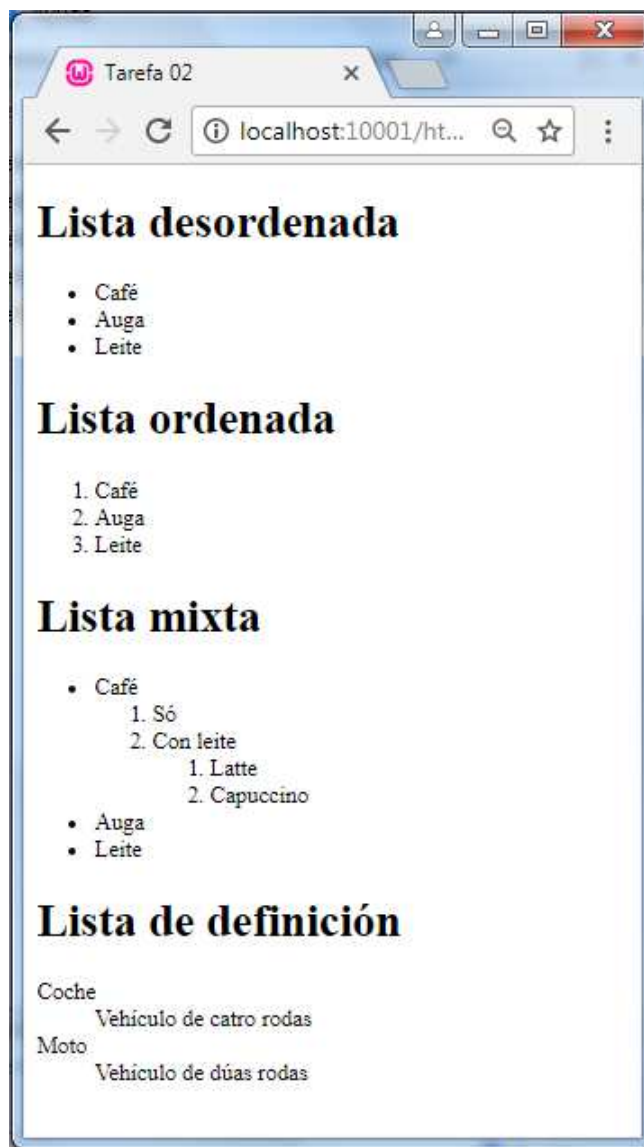 Tarefa 02
localhost:10001/ht...
Lista desordenada
• Café
• Auga
• Leite
Lista ordenada
1. Café
2. Auga
3. Leite
Lista mixta
• Café
1. Só
2. Con leite
1. Latte
2. Capuccino
• Auga
• Leite
Lista de definición
Coche
Vehículo de catro rodas
Moto
Vehículo de dúas rodas